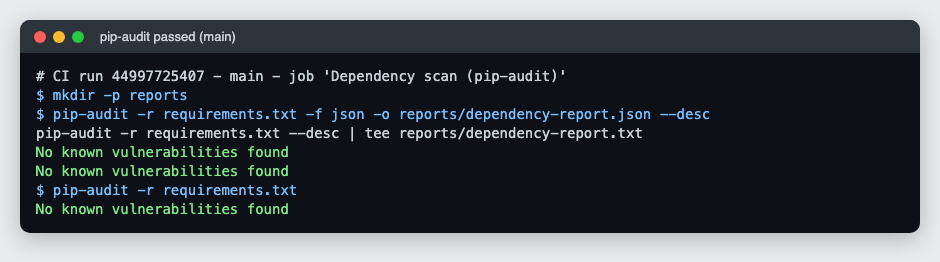 pip-audit passed (main)
# CI run 44997725407 - main - job 'Dependency scan (pip-audit)'
$ mkdir -p reports
$ pip-audit -r requirements.txt -f json -o reports/dependency-report.json --desc
pip-audit -r requirements.txt --desc | tee reports/dependency-report.txt
No known vulnerabilities found
No known vulnerabilities found
$ pip-audit -r requirements.txt
No known vulnerabilities found